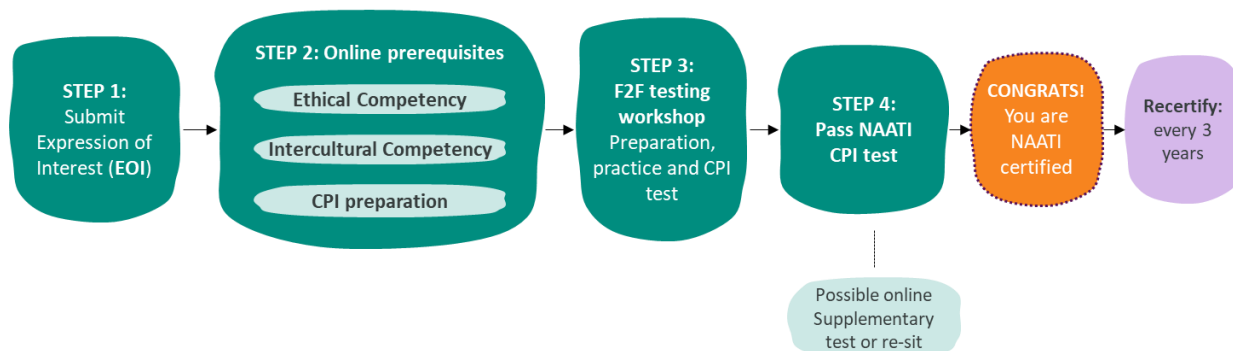 STEP 1:
Submit
Expression of
Interest (EOI)
STEP 2: Online prerequisites
Ethical Competency
Intercultural Competency
CPI preparation
STEP 3:
F2F testing
workshop
Preparation,
practice and CPI
test
STEP 4:
Pass NAATI
CPI test
Possible online
Supplementary
test or re-sit
CONGRATS!
You are
NAATI
certified
Recertify:
every 3
years